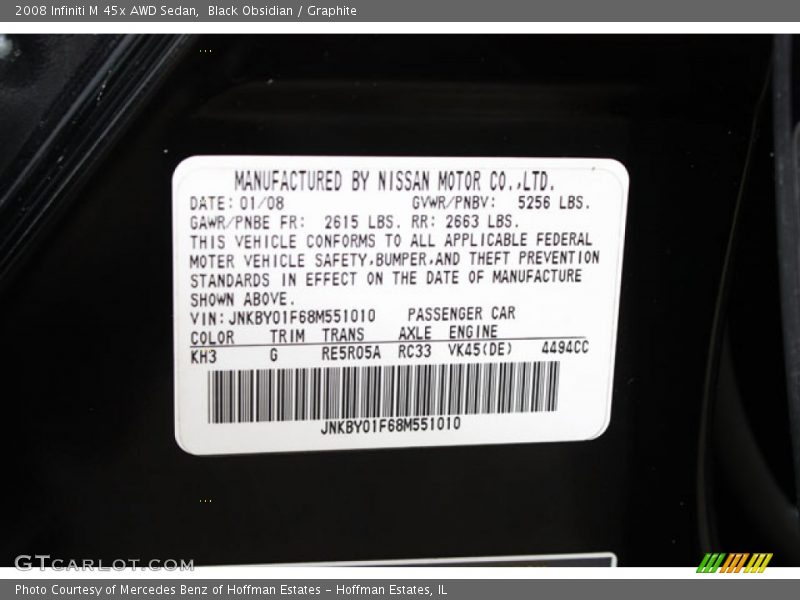 2008 Infiniti M 45x AWD Sedan,  Black Obsidian / Graphite
MANUFACTURED BY NISSAN MOTOR CO.,LTD.
DATE: 01/08 GVWR/PNBV: 5256 LBS.
GAWR/PNBE FR: 2615 LBS. RR: 2663 LBS.
THIS VEHICLE CONFORMS TO ALL APPLICABLE FEDERAL
MOTER VEHICLE SAFETY,BUMPER,AND THEFT PREVENTION
STANDARDS IN EFFECT ON THE DATE OF MANUFACTURE
SHOWN ABOVE.
VIN: JNKBY01F68M551010 PASSENGER CAR
COLOR TRIM TRANS AXLE ENGINE
KH3 G RE5R05A RC33 VK45(DE) 4494CC
JNKBY01F68M551010
GTCARLOT.COM
Photo Courtesy of Mercedes Benz of Hoffman Estates - Hoffman Estates, IL